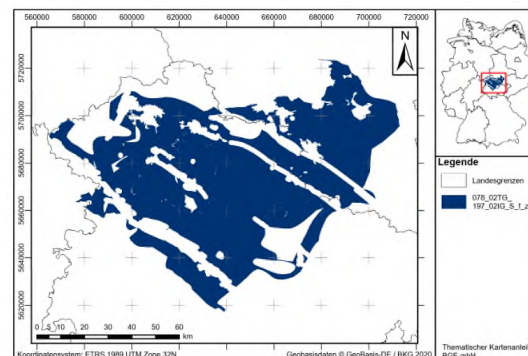 560000 580000 600000 620000 640000 660000 680000 700000 720000
N
5720000
5700000
5680000
5660000
5640000
5620000
0 5 10 20 30 40 50 60
km
Legende
Landesgrenzen
078_02TG_
197_02IG_S_f_z
Koordinatensystem: ETRS 1989 UTM Zone 32N
Geobasisdaten © GeoBasis-DE / BKG 2020
Thematischer Kartenanteil
BGE mbH